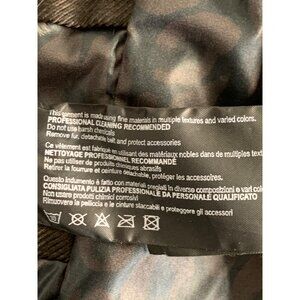 This garment is made using fine materials in multiple textures and varied colors.
PROFESSIONAL CLEANING RECOMMENDED
Do not use harsh chemicals
Remove fur, detachable belt and protect accessories
Ce vêtement est fabrique en utilisant des matériaux nobles dans de multiples text
NETTOYAGE PROFESSIONNEL RECOMMANDÉ
Ne pas utiliser de produits chimiques abrasifs
Retirer la fourrure et ceinture detachable, et protéger les accessoires.
Questo indumento è fatto con materiali pregiati in diverse composizioni e vari col
CONSIGLIATA PULIZIA PROFESSIONALE DA PERSONALE QUALIFICATO
Non usare prodotti chimici corrosivi
Rimuovere la pelliccia e le cinture staccabili e proteggere gli accessori